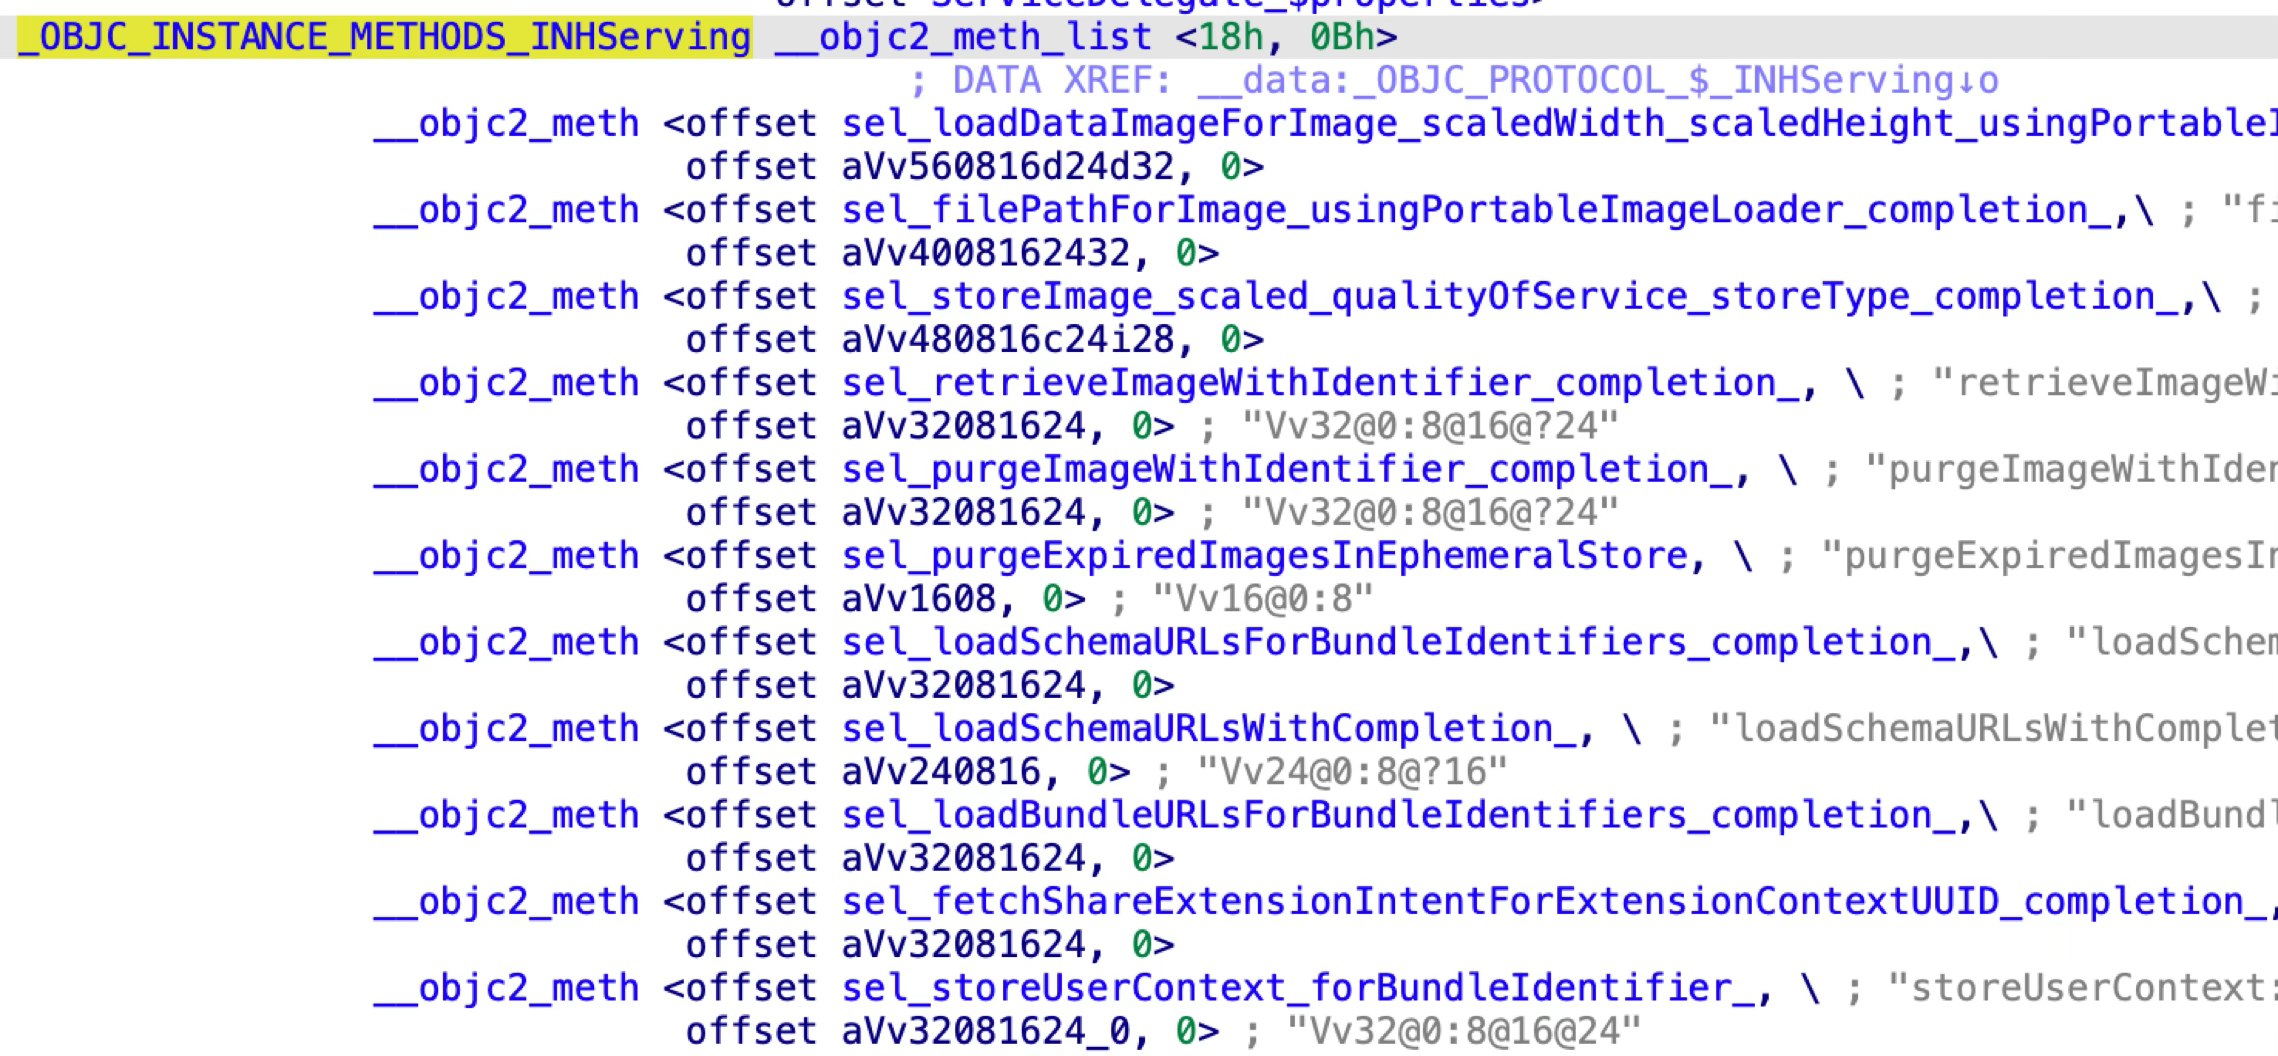 offset ServiceDelegate_$properties>
_OBJC_INSTANCE_METHODS_INHServing __objc2_meth_list <18h, 0Bh>
; DATA XREF: __data:_OBJC_PROTOCOL_$_INHServing↓o
__objc2_meth <offset sel_loadDataImageForImage_scaledWidth_scaledHeight_usingPortableI
offset aVv560816d24d32, 0>
__objc2_meth <offset sel_filePathForImage_usingPortableImageLoader_completion_,\ ; "fi
offset aVv4008162432, 0>
__objc2_meth <offset sel_storeImage_scaled_qualityOfService_storeType_completion_,\ ;
offset aVv480816c24i28, 0>
__objc2_meth <offset sel_retrieveImageWithIdentifier_completion_, \ ; "retrieveImageWi
offset aVv32081624, 0> ; "Vv32@0:8@16@?24"
__objc2_meth <offset sel_purgeImageWithIdentifier_completion_, \ ; "purgeImageWithIden
offset aVv32081624, 0> ; "Vv32@0:8@16@?24"
__objc2_meth <offset sel_purgeExpiredImagesInEphemeralStore, \ ; "purgeExpiredImagesIn
offset aVv1608, 0> ; "Vv16@0:8"
__objc2_meth <offset sel_loadSchemaURLsForBundleIdentifiers_completion_,\ ; "loadSchem
offset aVv32081624, 0>
__objc2_meth <offset sel_loadSchemaURLsWithCompletion_, \ ; "loadSchemaURLsWithComplet
offset aVv240816, 0> ; "Vv24@0:8@?16"
__objc2_meth <offset sel_loadBundleURLsForBundleIdentifiers_completion_,\ ; "loadBundl
offset aVv32081624, 0>
__objc2_meth <offset sel_fetchShareExtensionIntentForExtensionContextUUID_completion_,
offset aVv32081624, 0>
__objc2_meth <offset sel_storeUserContext_forBundleIdentifier_, \ ; "storeUserContext:
offset aVv32081624_0, 0> ; "Vv32@0:8@16@24"